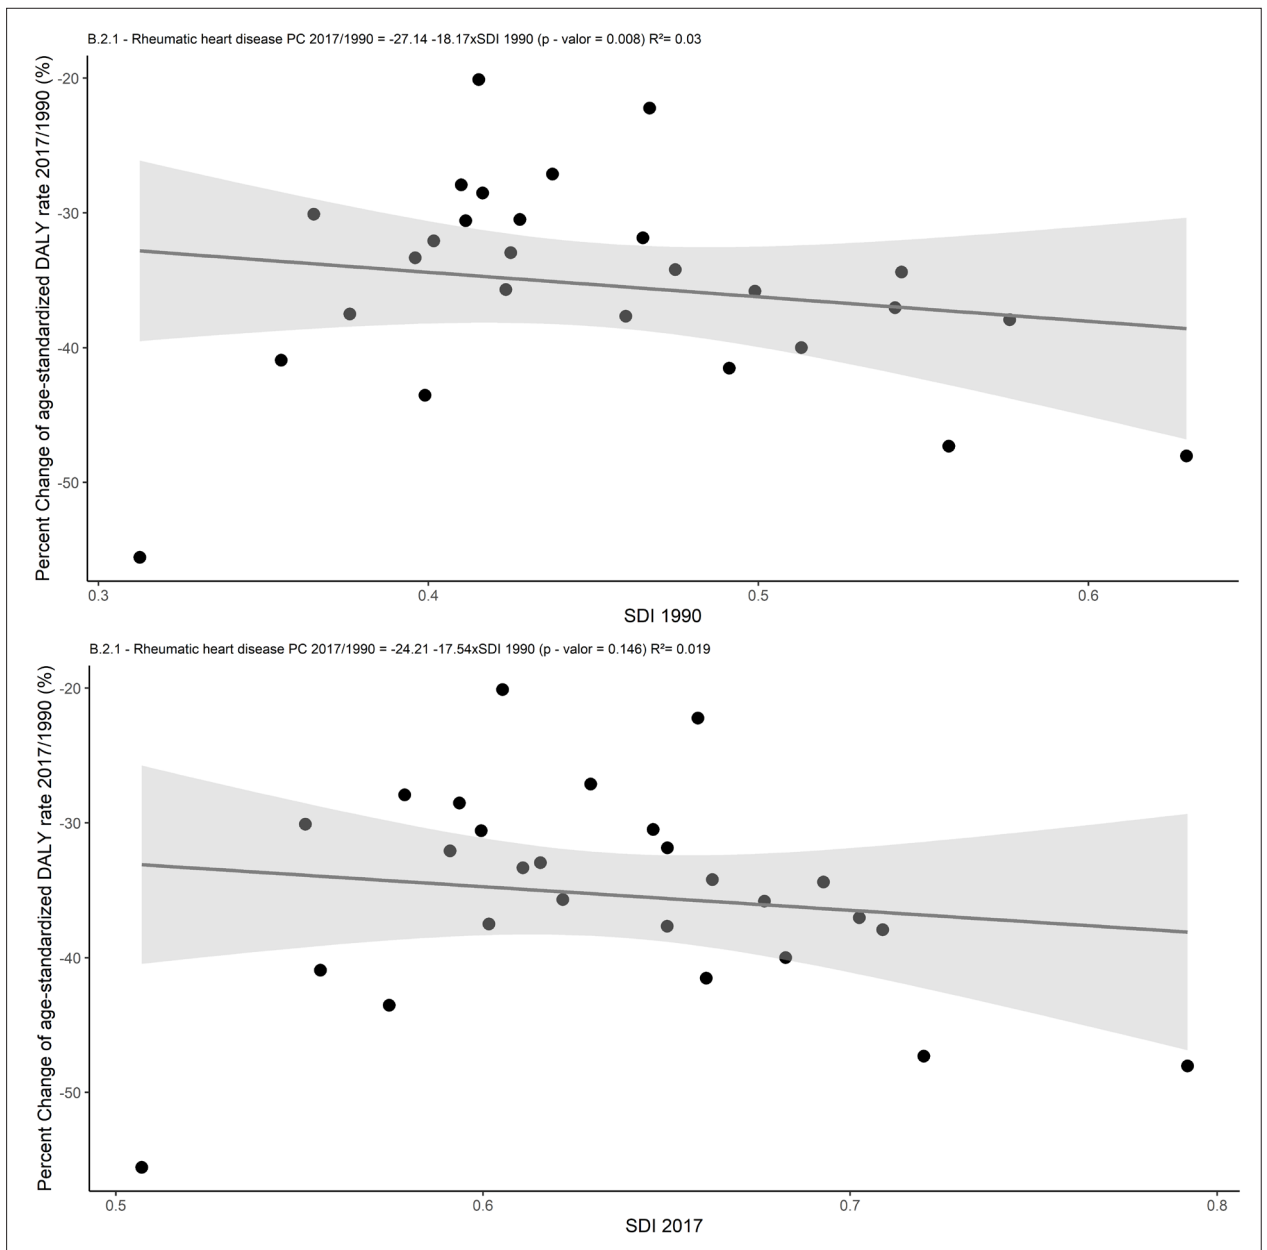 B.2.1 - Rheumatic heart disease PC 2017/1990 = -27.14 -18.17xSDI 1990 (p - valor = 0.008) R²= 0.03
Percent Change of age-standardized DALY rate 2017/1990 (%)
-20
-30
-40
-50
0.3 0.4 0.5 0.6
SDI 1990
B.2.1 - Rheumatic heart disease PC 2017/1990 = -24.21 -17.54xSDI 1990 (p - valor = 0.146) R²= 0.019
Percent Change of age-standardized DALY rate 2017/1990 (%)
-20
-30
-40
-50
0.5 0.6 0.7 0.8
SDI 2017